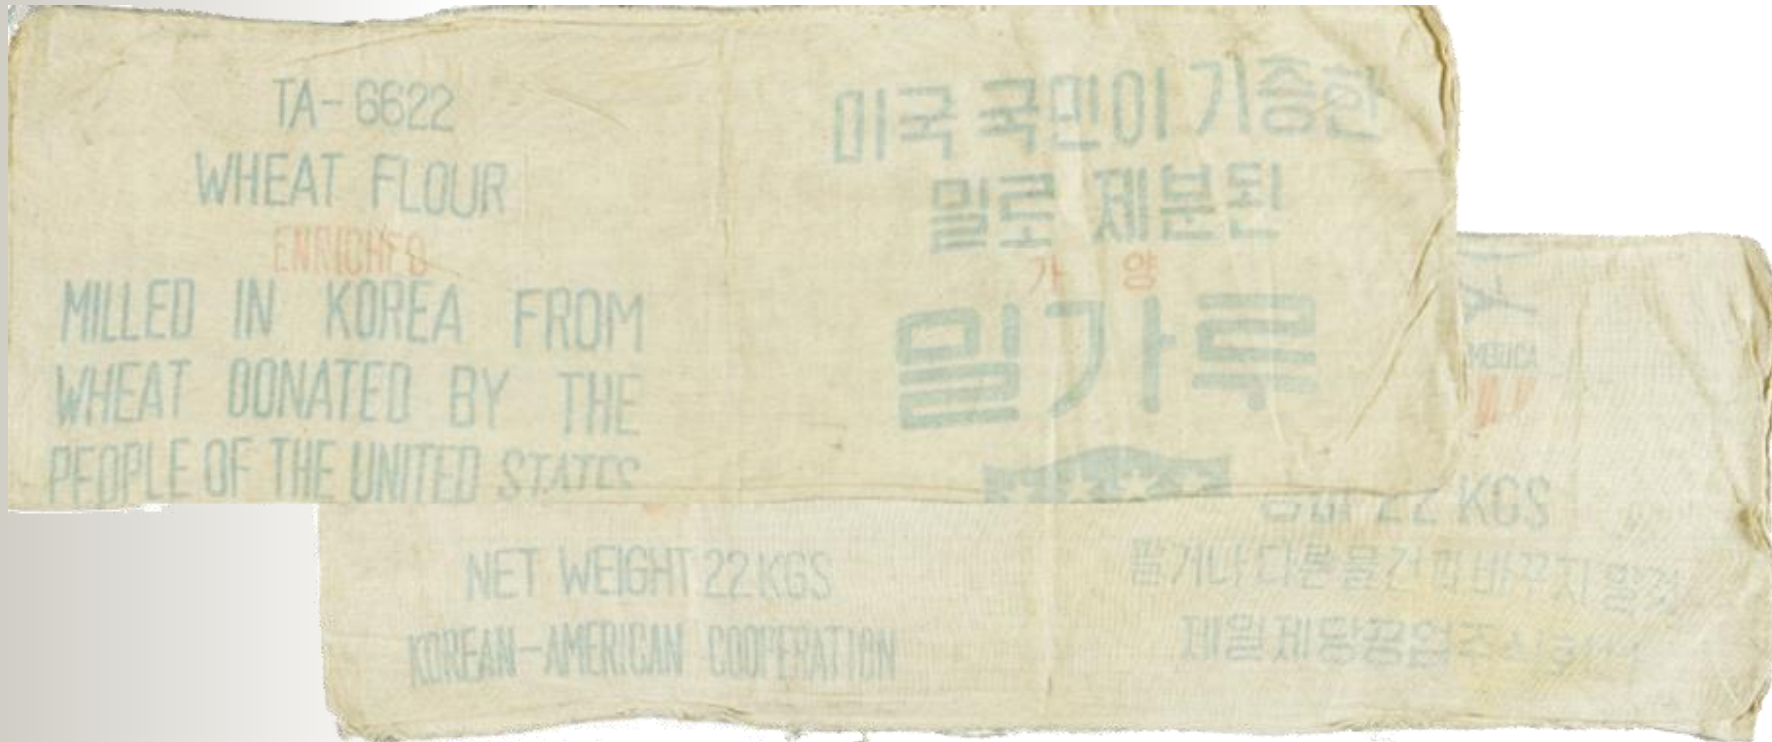 TA-6622
WHEAT FLOUR
ENRICHED
MILLED IN KOREA FROM
WHEAT DONATED BY THE
PEOPLE OF THE UNITED STATES
미국 국민이 기증한
밀로 제분된
가 양
밀가루
MERICA
22 KGS
NET WEIGHT 22 KGS
KOREAN-AMERICAN COOPERATION
팔거나 다른 물건과 바꾸지 말것
제일제당공업주식회사